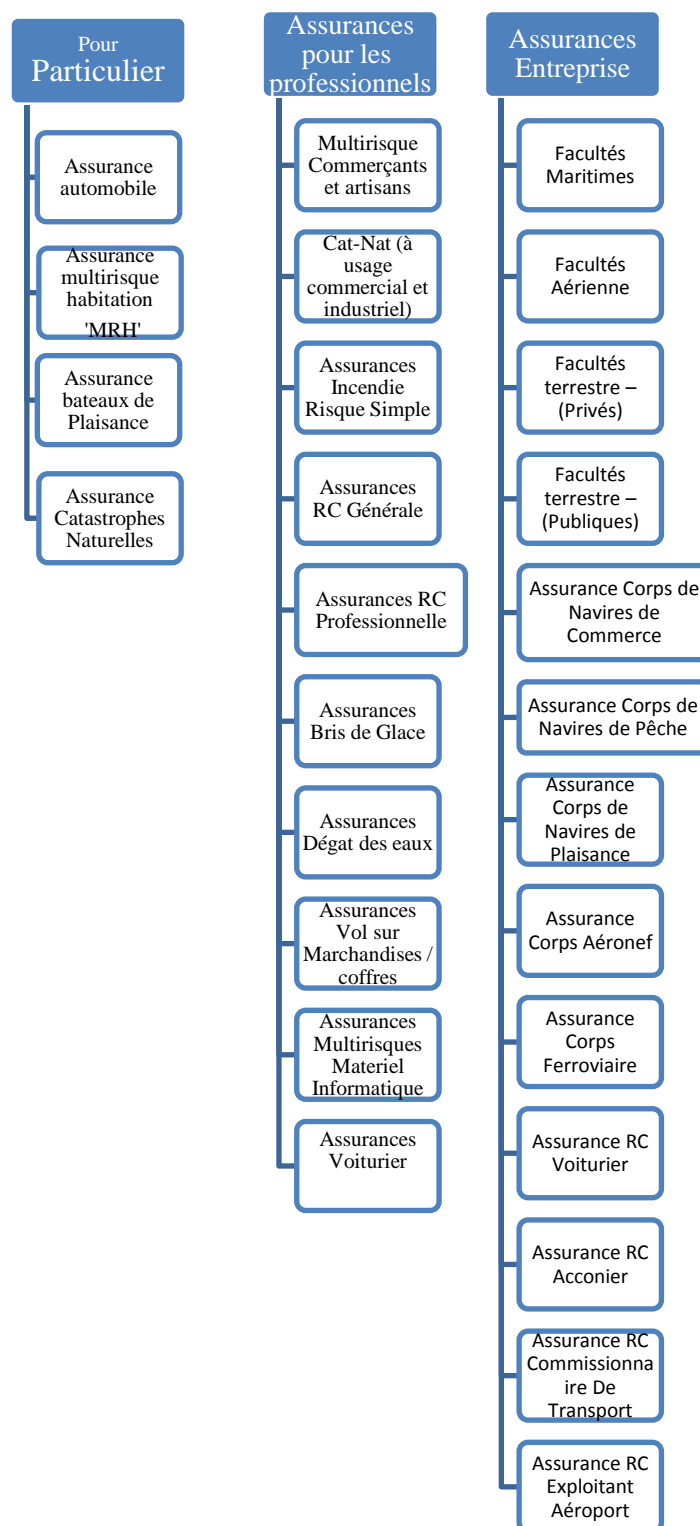 Pour
Particulier
Assurance
automobile
Assurance
multirisque
habitation
'MRH'
Assurance
bateaux de
Plaisance
Assurance
Catastrophes
Naturelles
Assurances
pour les
professionnels
Multirisque
Commerçants
et artisans
Cat-Nat (à
usage
commercial et
industriel)
Assurances
Incendie
Risque Simple
Assurances
RC Générale
Assurances RC
Professionnelle
Assurances
Bris de Glace
Assurances
Dégat des eaux
Assurances
Vol sur
Marchandises /
coffres
Assurances
Multirisques
Materiel
Informatique
Assurances
Voiturier
Assurances
Entreprise
Facultés
Maritimes
Facultés
Aérienne
Facultés
terrestre –
(Privés)
Facultés
terrestre –
(Publiques)
Assurance Corps de
Navires de
Commerce
Assurance Corps de
Navires de Pêche
Assurance
Corps de
Navires de
Plaisance
Assurance
Corps Aéronef
Assurance
Corps
Ferroviaire
Assurance RC
Voiturier
Assurance RC
Acconier
Assurance RC
Commissionna
ire De
Transport
Assurance RC
Exploitant
Aéroport